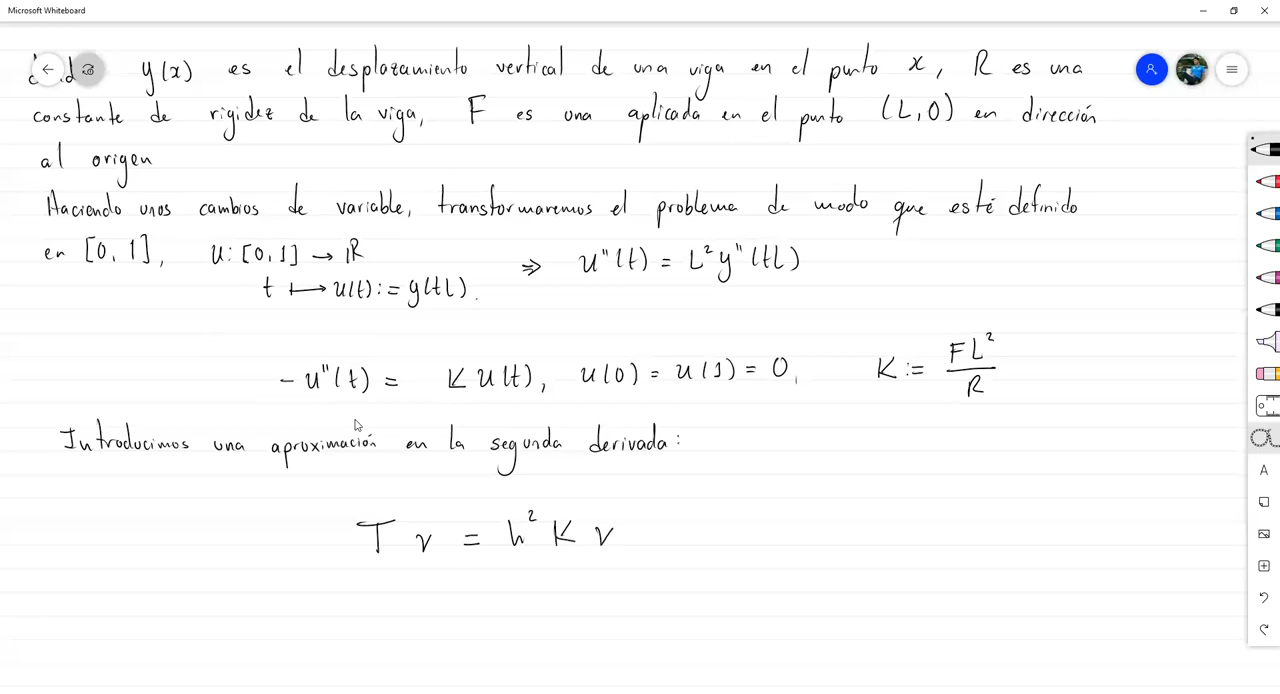 Microsoft Whiteboard
y(x) es el desplazamiento vertical de una viga en el punto x, R es una
constante de rigidez de la viga, F es una aplicada en el punto (L,0) en dirección
al origen
Haciendo unos cambios de variable, transformaremos el problema de modo que esté definido
en [0,1], u: [0,1] → ℝ ⇒ u''(t) = L² y''(tL)
t ⟼ u(t) := y(tL).
-u''(t) = K u(t), u(0) = u(1) = 0, K := FL²/R
Introducimos una aproximación en la segunda derivada:
T v = h² K v
A